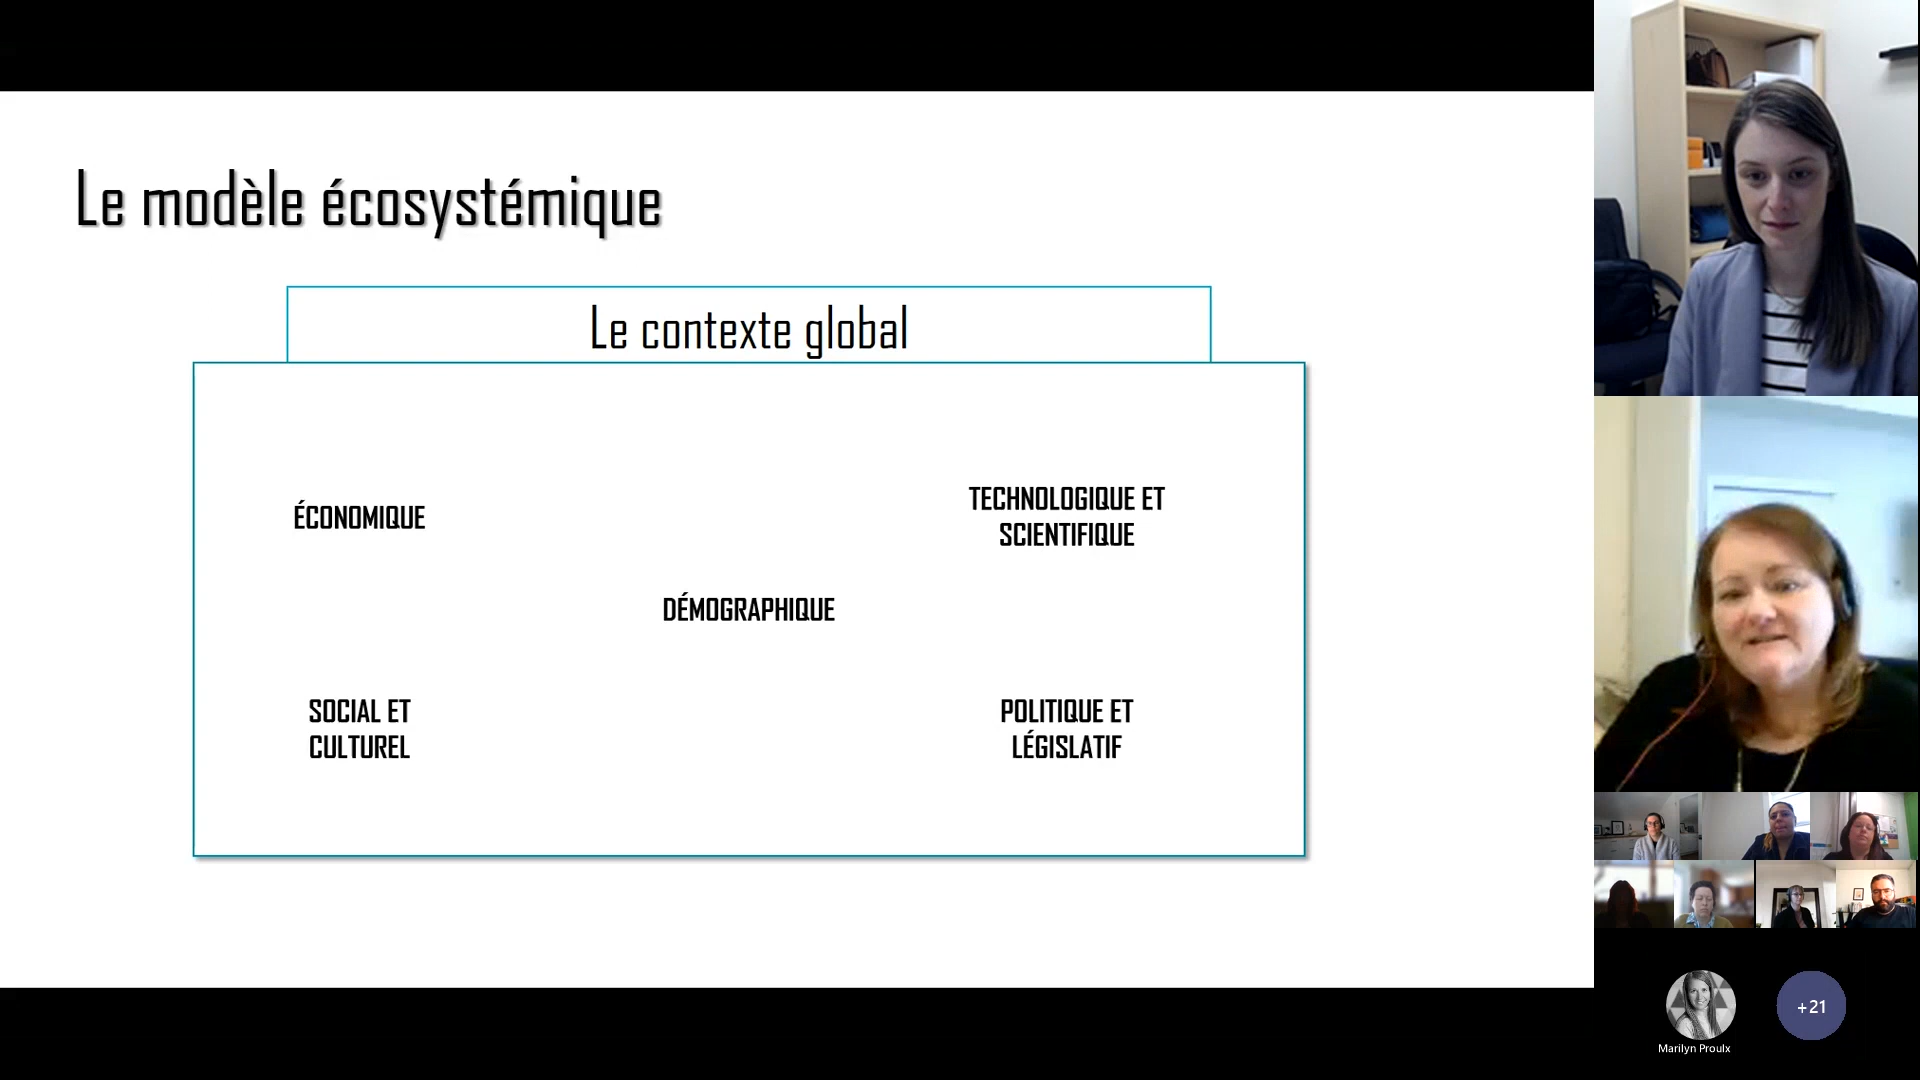 Le modèle écosystémique
Le contexte global
ÉCONOMIQUE
TECHNOLOGIQUE ET
SCIENTIFIQUE
DÉMOGRAPHIQUE
SOCIAL ET
CULTUREL
POLITIQUE ET
LÉGISLATIF
+21
Marilyn Proulx